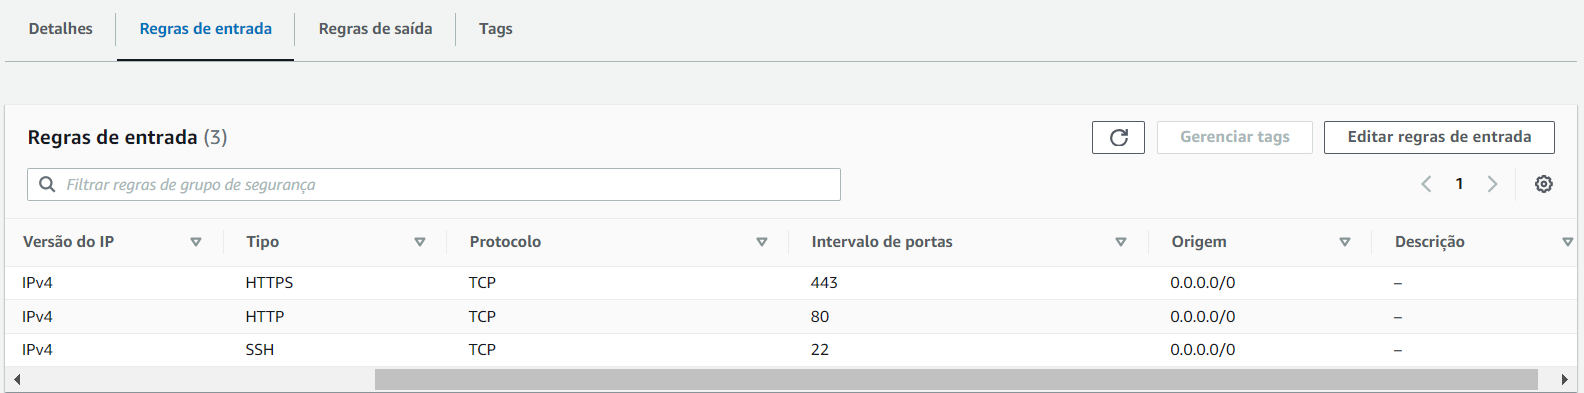 Detalhes Regras de entrada Regras de saída Tags
Regras de entrada (3)
Gerenciar tags Editar regras de entrada
Filtrar regras de grupo de segurança
1
Versão do IP Tipo Protocolo Intervalo de portas Origem Descrição
IPv4 HTTPS TCP 443 0.0.0.0/0 –
IPv4 HTTP TCP 80 0.0.0.0/0 –
IPv4 SSH TCP 22 0.0.0.0/0 –